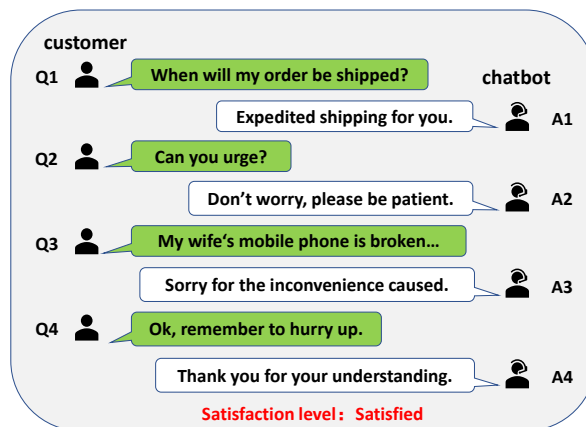 customer
Q1 When will my order be shipped?
chatbot
Expedited shipping for you. A1
Q2 Can you urge?
Don't worry, please be patient. A2
Q3 My wife's mobile phone is broken…
Sorry for the inconvenience caused. A3
Q4 Ok, remember to hurry up.
Thank you for your understanding. A4
Satisfaction level：Satisfied